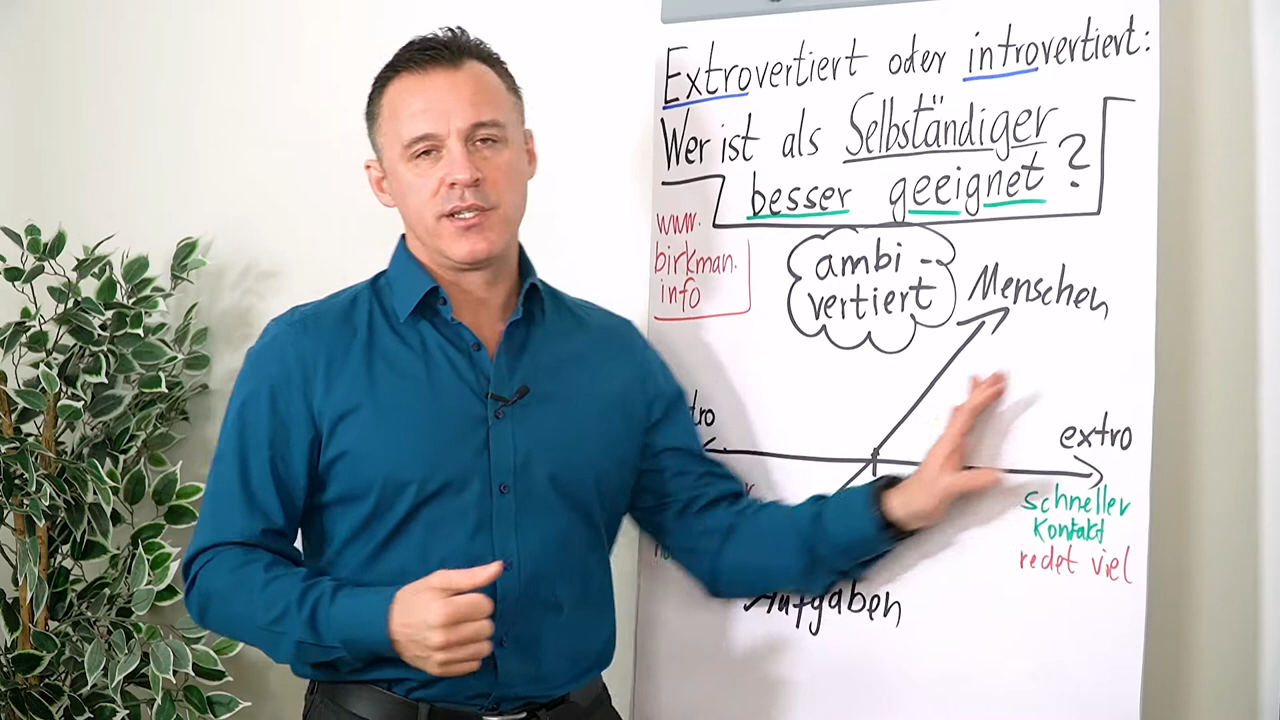 Extrovertiert oder introvertiert:
Wer ist als Selbständiger
besser geeignet?
www.
birkman.
info
ambi-
vertiert
Menschen
tro
extro
schneller
Kontakt
redet viel
Aufgaben